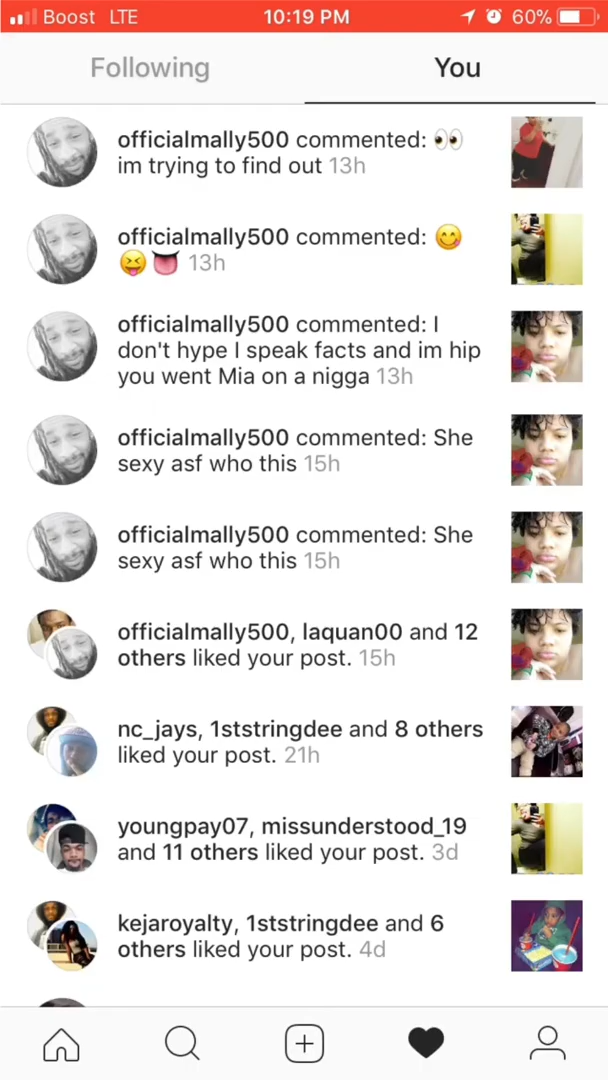 Boost LTE 10:19 PM 60%
Following You
officialmally500 commented: 👀
im trying to find out 13h
officialmally500 commented: 😋
😝👅 13h
officialmally500 commented: I
don't hype I speak facts and im hip
you went Mia on a nigga 13h
officialmally500 commented: She
sexy asf who this 15h
officialmally500 commented: She
sexy asf who this 15h
officialmally500, laquan00 and 12
others liked your post. 15h
nc_jays, 1ststringdee and 8 others
liked your post. 21h
youngpay07, missunderstood_19
and 11 others liked your post. 3d
kejaroyalty, 1ststringdee and 6
others liked your post. 4d